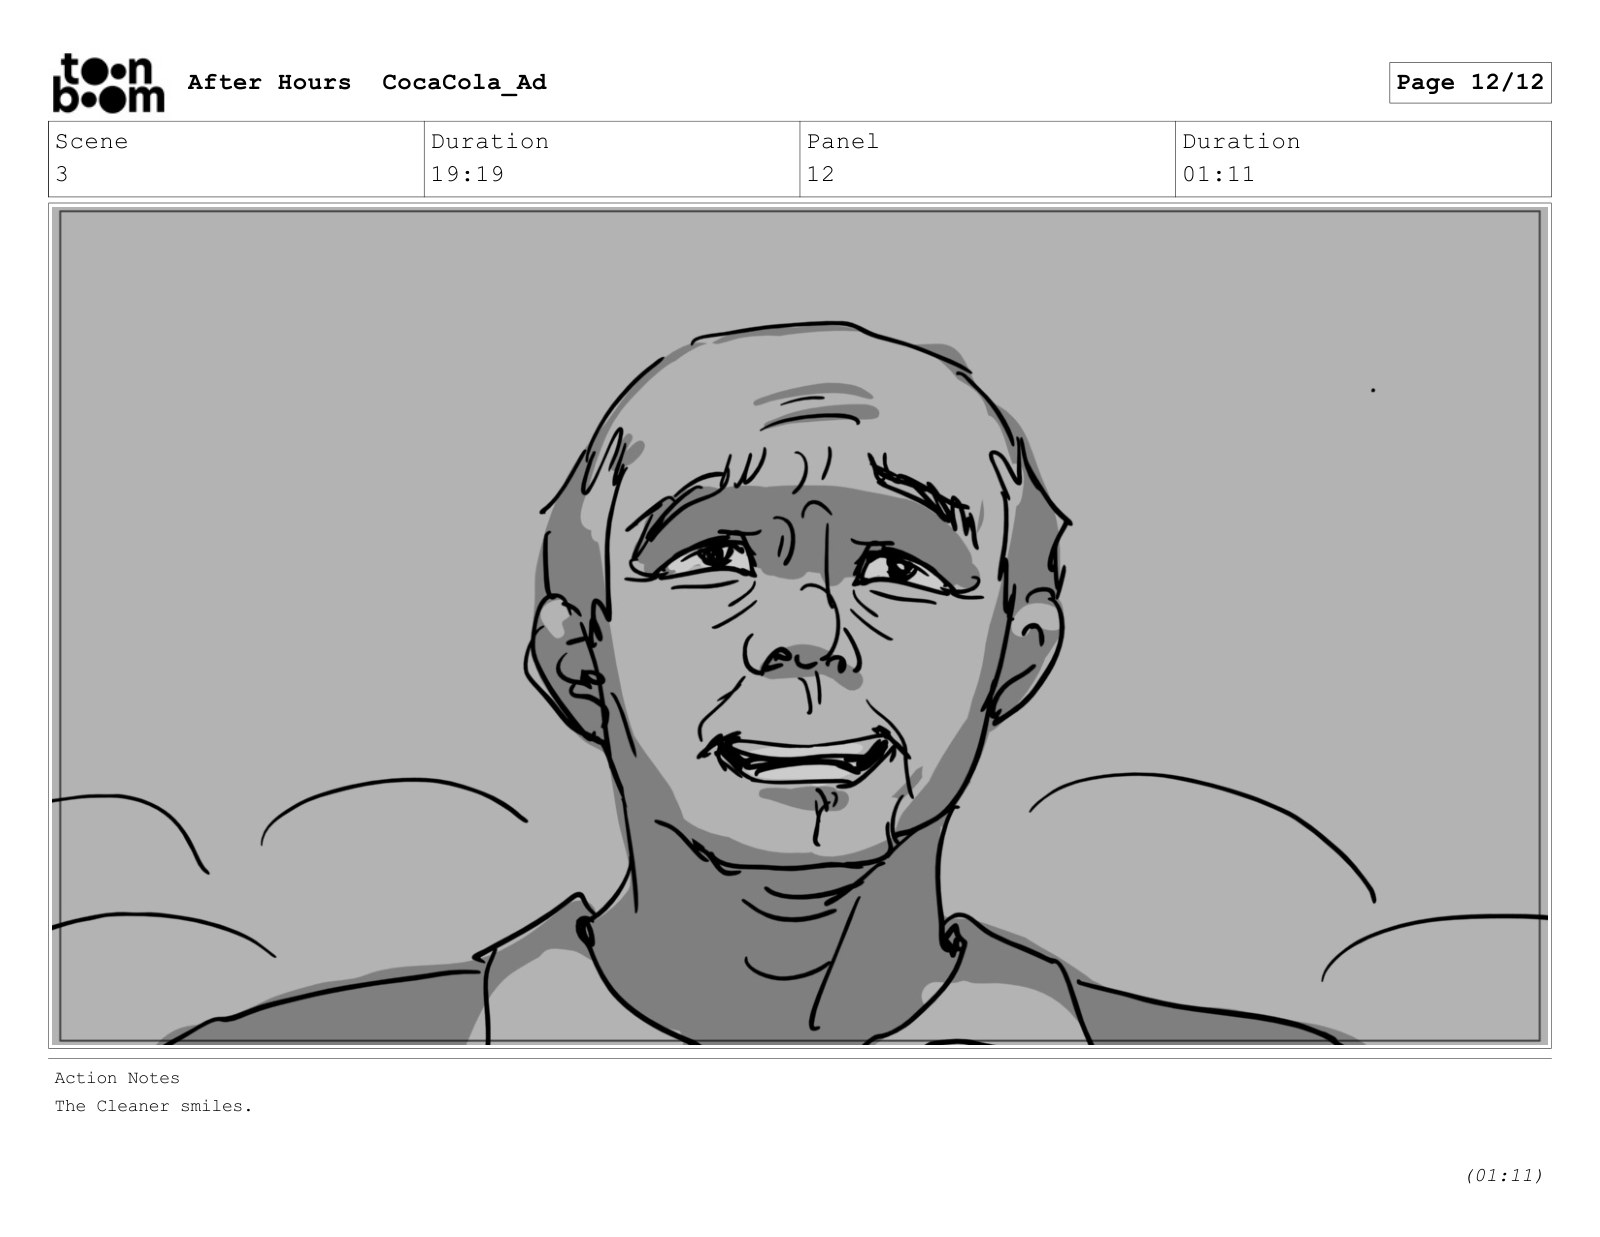 toon
boom
After Hours CocaCola_Ad
Page 12/12
Scene
3
Duration
19:19
Panel
12
Duration
01:11
Action Notes
The Cleaner smiles.
(01:11)